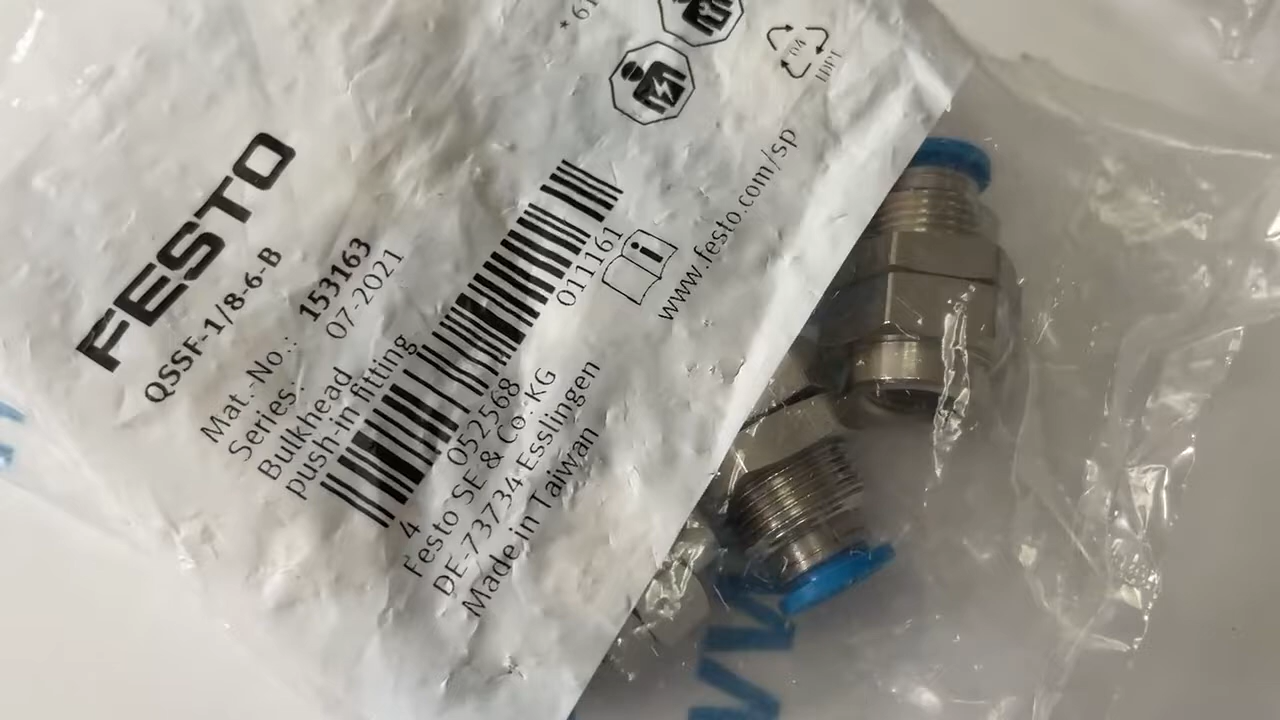 FESTO
QSSF-1/8-6-B
Mat.-No.: 153163
Series: 07-2021
Bulkhead
push-in fitting
4 052568 011161
Festo SE & Co. KG
DE-73734 Esslingen
Made in Taiwan
www.festo.com/sp
04